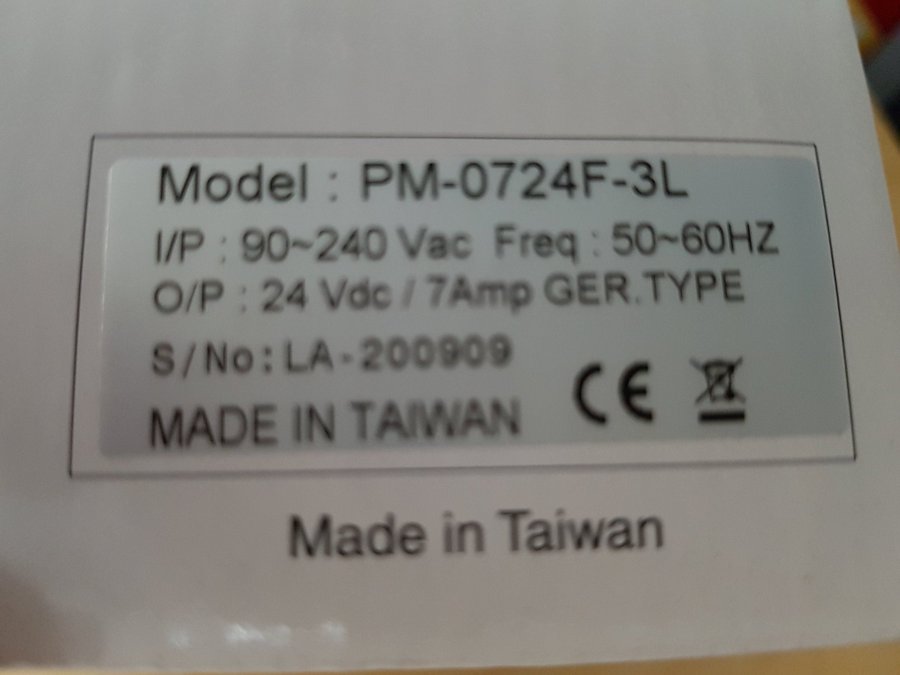 Model : PM-0724F-3L
I/P : 90~240 Vac Freq : 50~60HZ
O/P : 24 Vdc / 7Amp GER.TYPE
S/No: LA-200909
MADE IN TAIWAN CE
Made in Taiwan